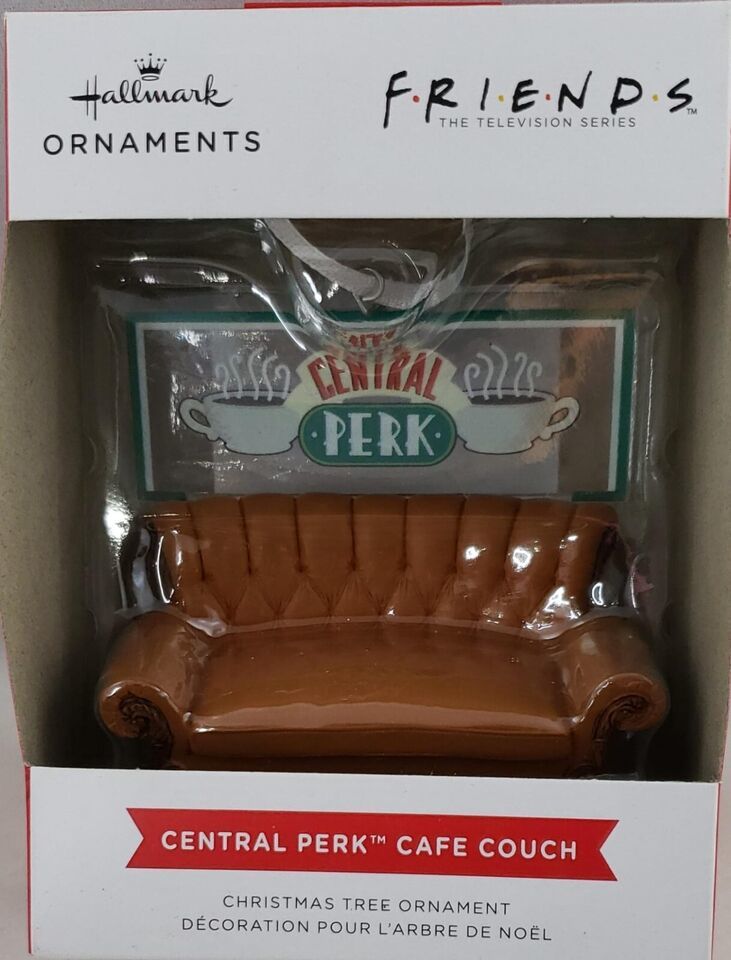 Hallmark
ORNAMENTS
F·R·I·E·N·D·S™
THE TELEVISION SERIES
CENTRAL
·PERK·
CENTRAL PERK™ CAFE COUCH
CHRISTMAS TREE ORNAMENT
DÉCORATION POUR L'ARBRE DE NOËL